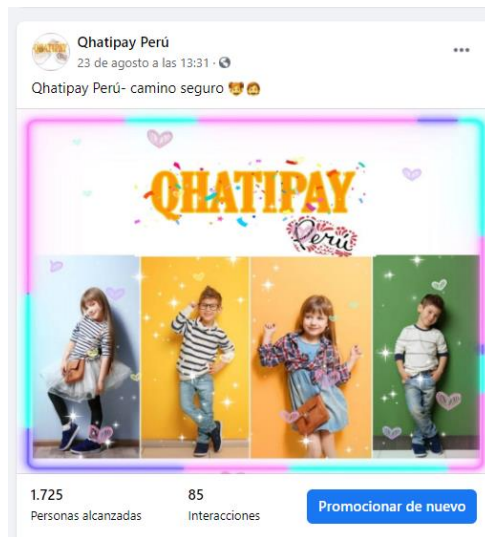 Qhatipay Perú
23 de agosto a las 13:31
Qhatipay Perú- camino seguro
QHATIPAY
Perú
1.725
85
Personas alcanzadas
Interacciones
Promocionar de nuevo